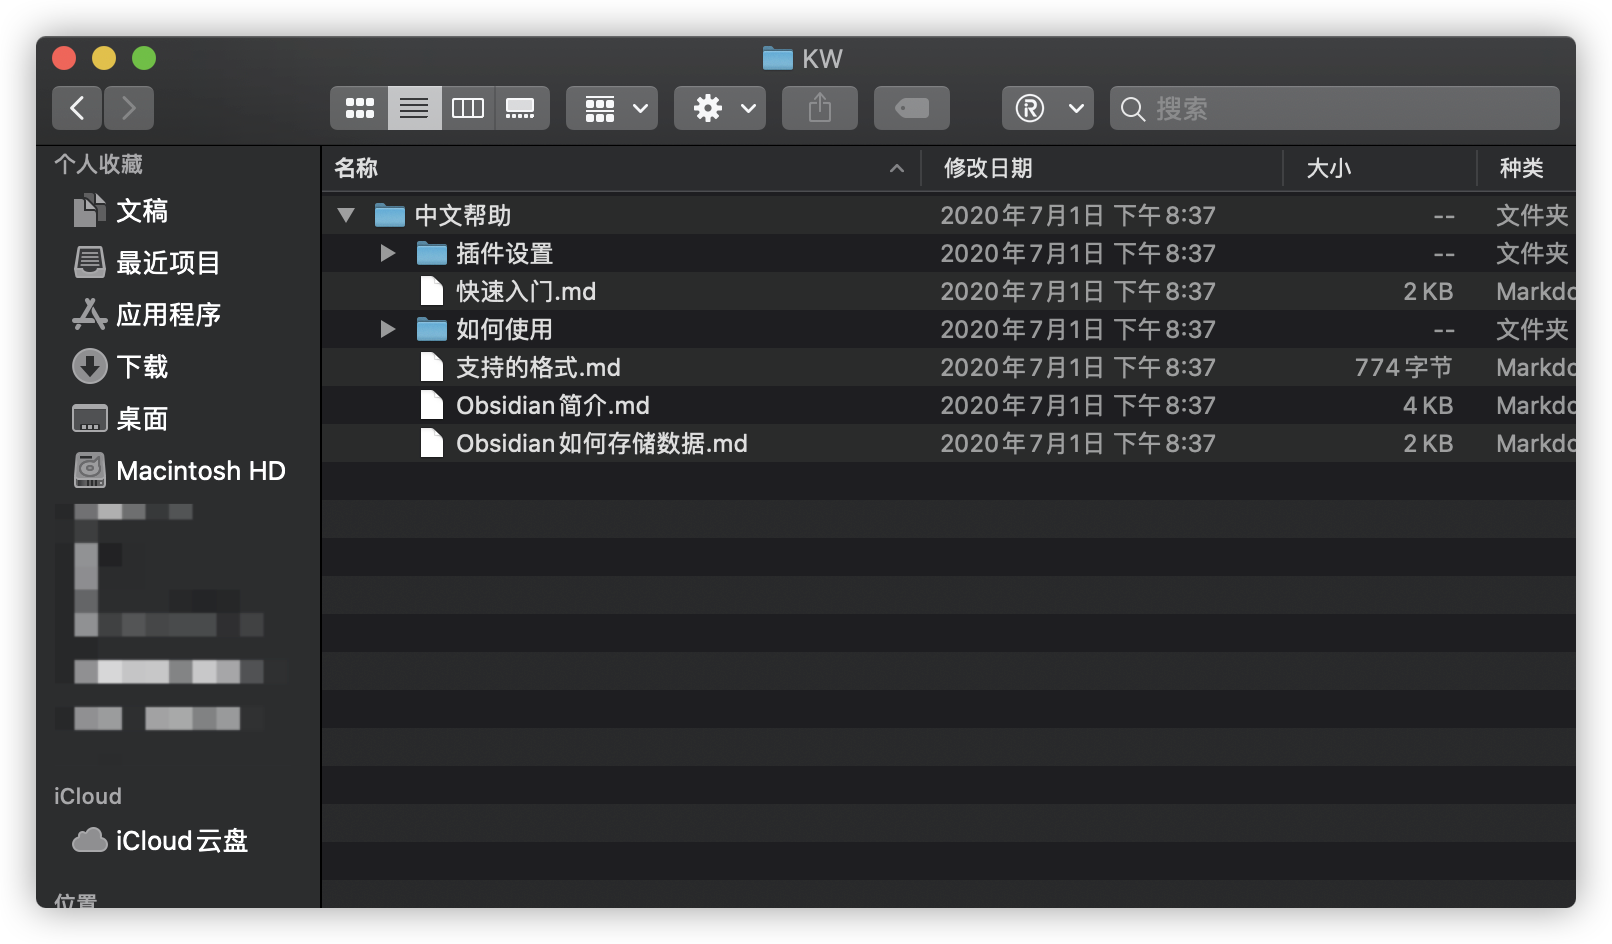 KW
搜索
个人收藏
文稿
最近项目
应用程序
下载
桌面
Macintosh HD
iCloud
iCloud云盘
位置
名称 修改日期 大小 种类
中文帮助 2020年7月1日 下午8:37 -- 文件夹
插件设置 2020年7月1日 下午8:37 -- 文件夹
快速入门.md 2020年7月1日 下午8:37 2 KB Markdo
如何使用 2020年7月1日 下午8:37 -- 文件夹
支持的格式.md 2020年7月1日 下午8:37 774字节 Markdo
Obsidian简介.md 2020年7月1日 下午8:37 4 KB Markdo
Obsidian如何存储数据.md 2020年7月1日 下午8:37 2 KB Markdo